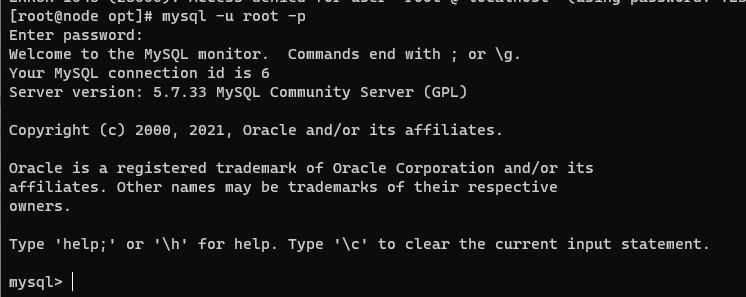 [root@node opt]# mysql -u root -p
Enter password:
Welcome to the MySQL monitor.  Commands end with ; or \g.
Your MySQL connection id is 6
Server version: 5.7.33 MySQL Community Server (GPL)
Copyright (c) 2000, 2021, Oracle and/or its affiliates.
Oracle is a registered trademark of Oracle Corporation and/or its
affiliates. Other names may be trademarks of their respective
owners.
Type 'help;' or '\h' for help. Type '\c' to clear the current input statement.
mysql>